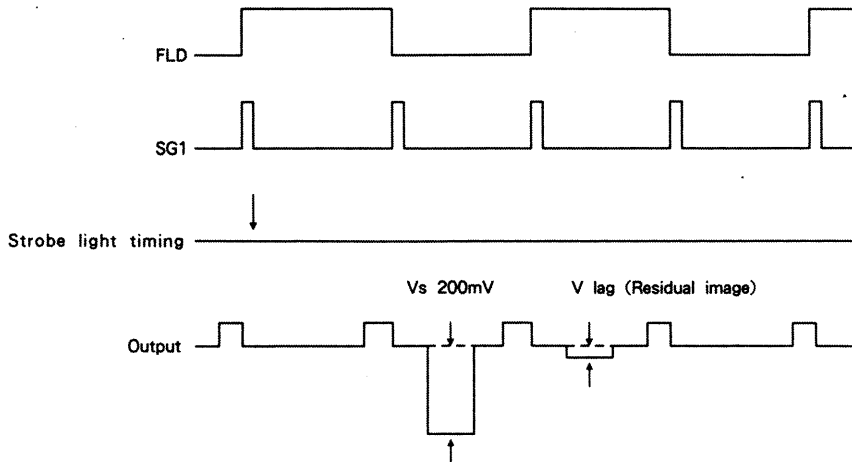 FLD
SG1
Strobe light timing
Vs 200mV V lag (Residual image)
Output